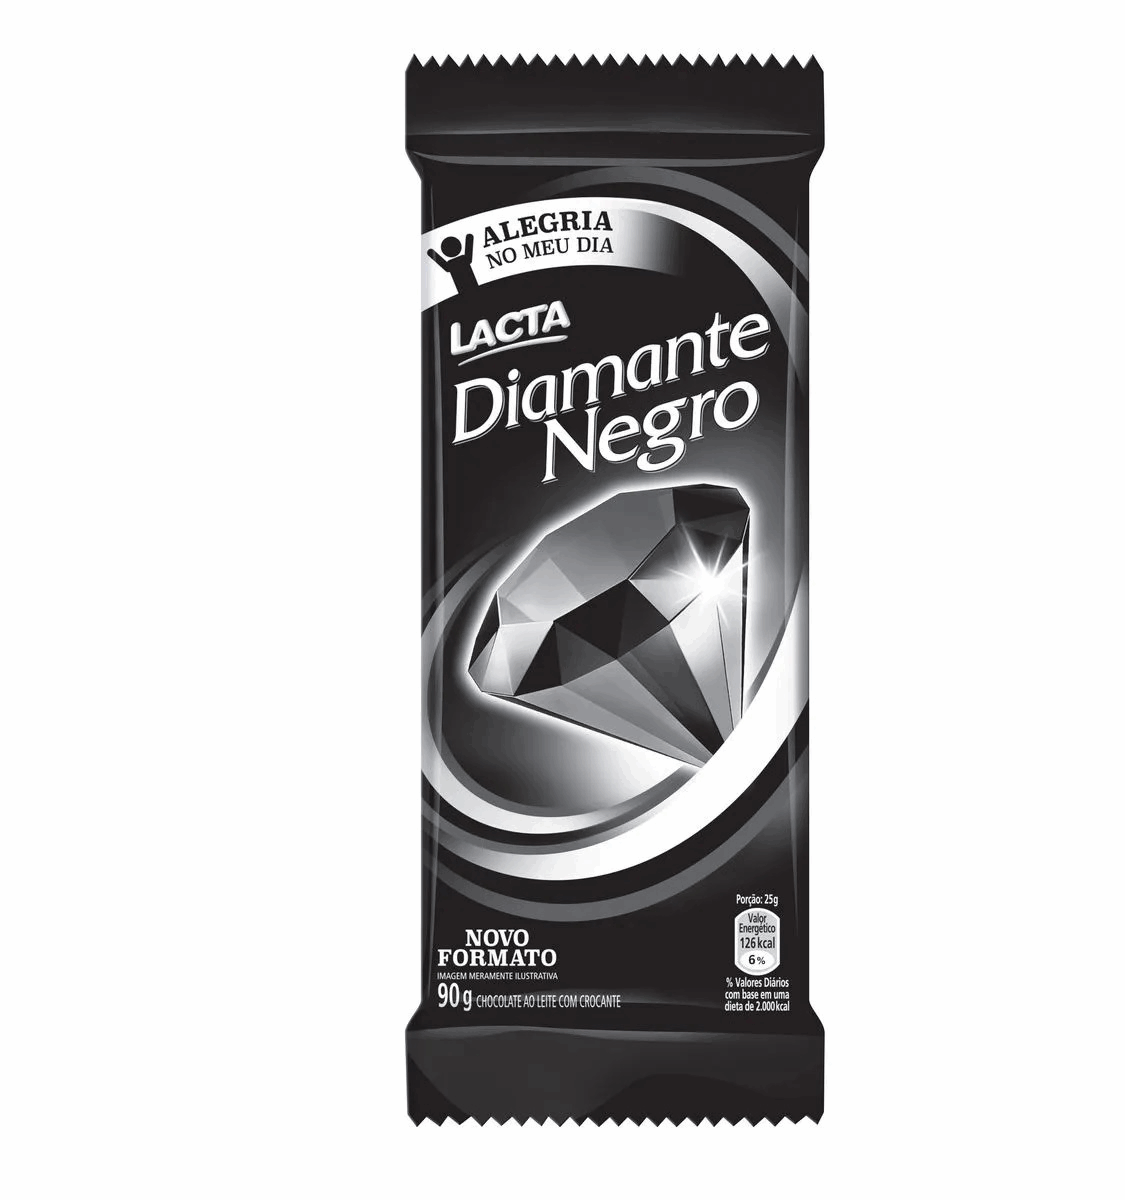 ALEGRIA
NO MEU DIA
LACTA
Diamante
Negro
NOVO
FORMATO
IMAGEM MERAMENTE ILUSTRATIVA
90g CHOCOLATE AO LEITE COM CROCANTE
Porção: 25g
Valor
Energético
126 kcal
6%
% Valores Diários
com base em uma
dieta de 2.000 kcal